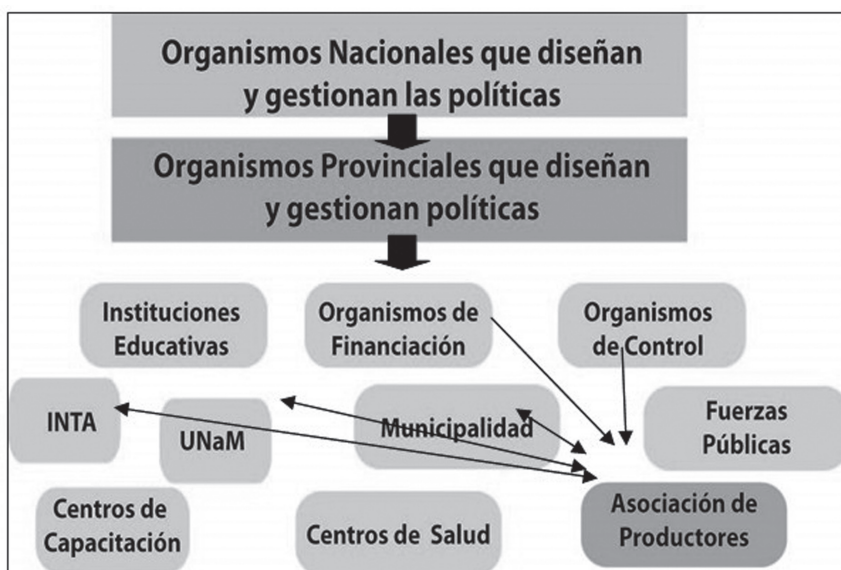 Organismos Nacionales que diseñan
y gestionan las políticas
Organismos Provinciales que diseñan
y gestionan políticas
Instituciones
Educativas
Organismos de
Financiación
Organismos
de Control
INTA
UNaM
Municipalidad
Fuerzas
Públicas
Centros de
Capacitación
Centros de Salud
Asociación de
Productores